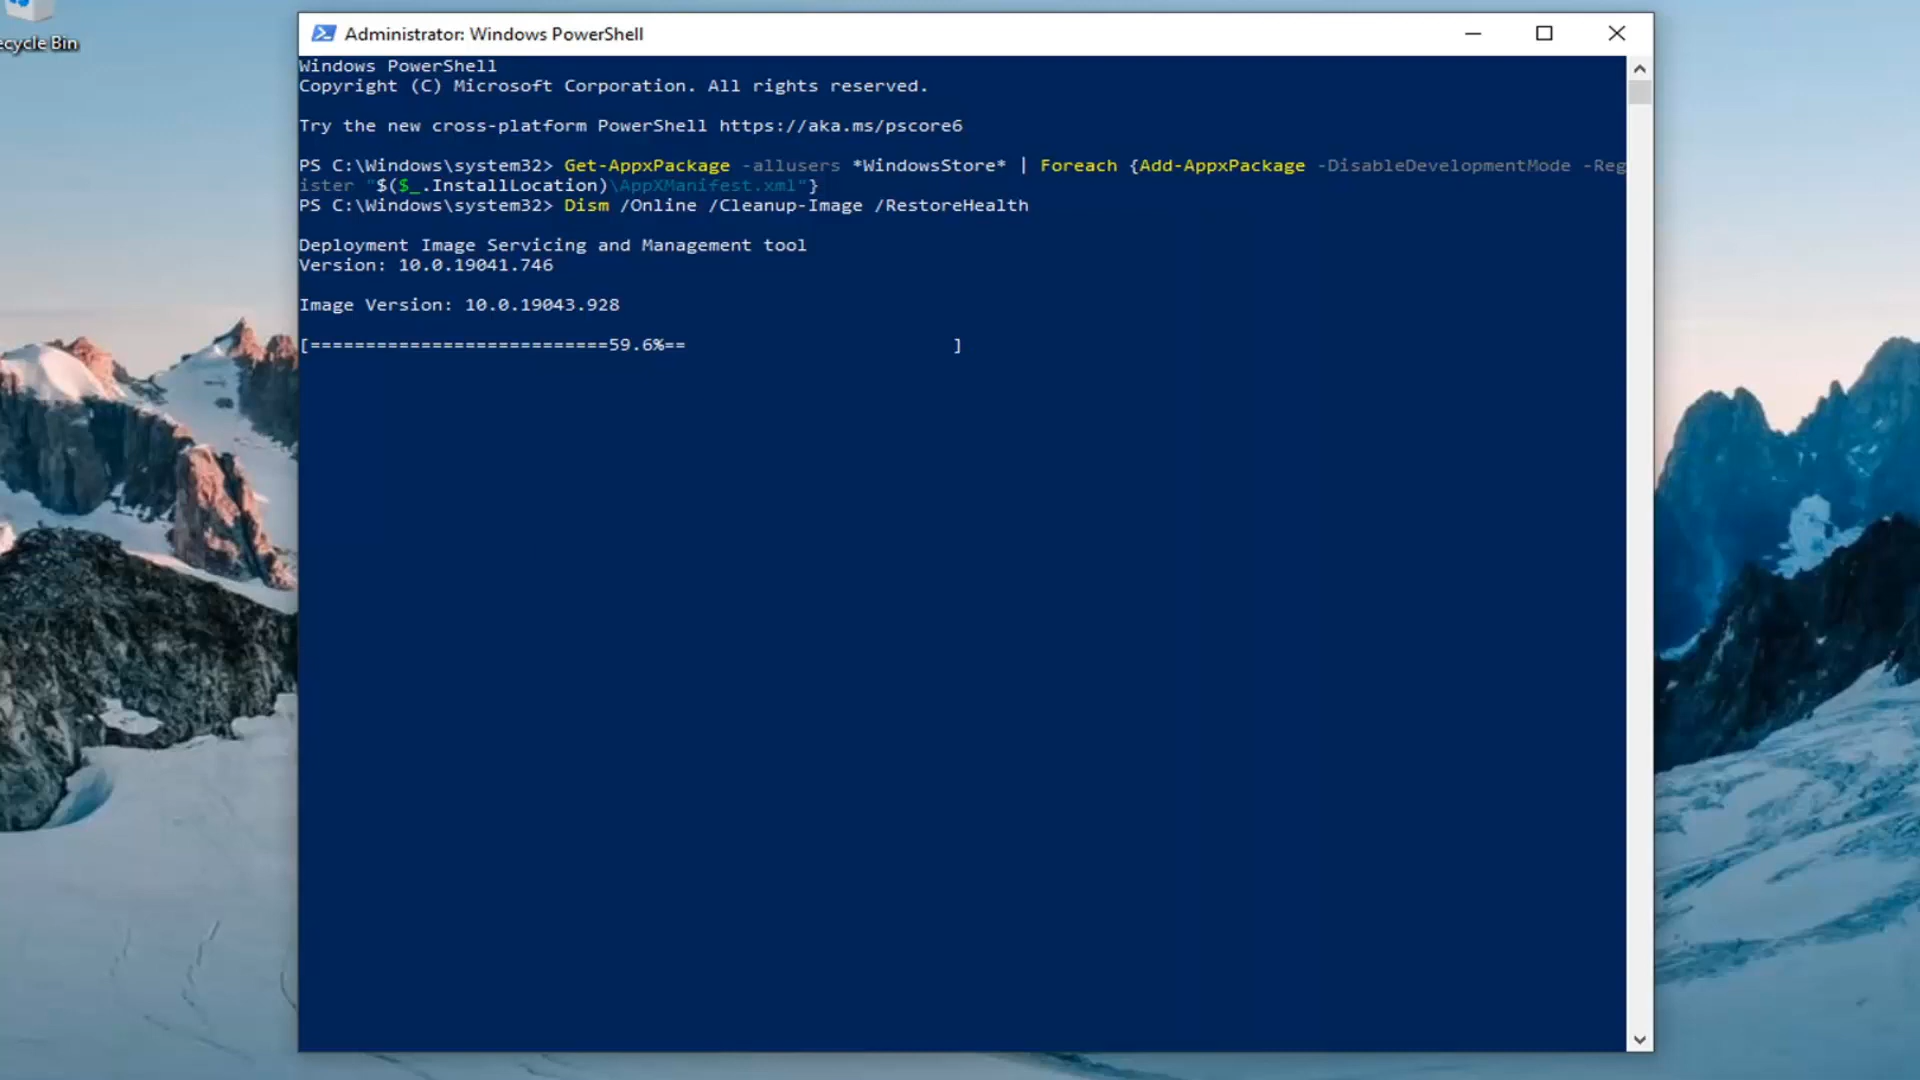 ecycle Bin
Administrator: Windows PowerShell
Windows PowerShell
Copyright (C) Microsoft Corporation. All rights reserved.
Try the new cross-platform PowerShell https://aka.ms/pscore6
PS C:\Windows\system32> Get-AppxPackage -allusers *WindowsStore* | Foreach {Add-AppxPackage -DisableDevelopmentMode -Reg
ister "$($_.InstallLocation)\AppXManifest.xml"}
PS C:\Windows\system32> Dism /Online /Cleanup-Image /RestoreHealth
Deployment Image Servicing and Management tool
Version: 10.0.19041.746
Image Version: 10.0.19043.928
[===========================59.6%==                        ]